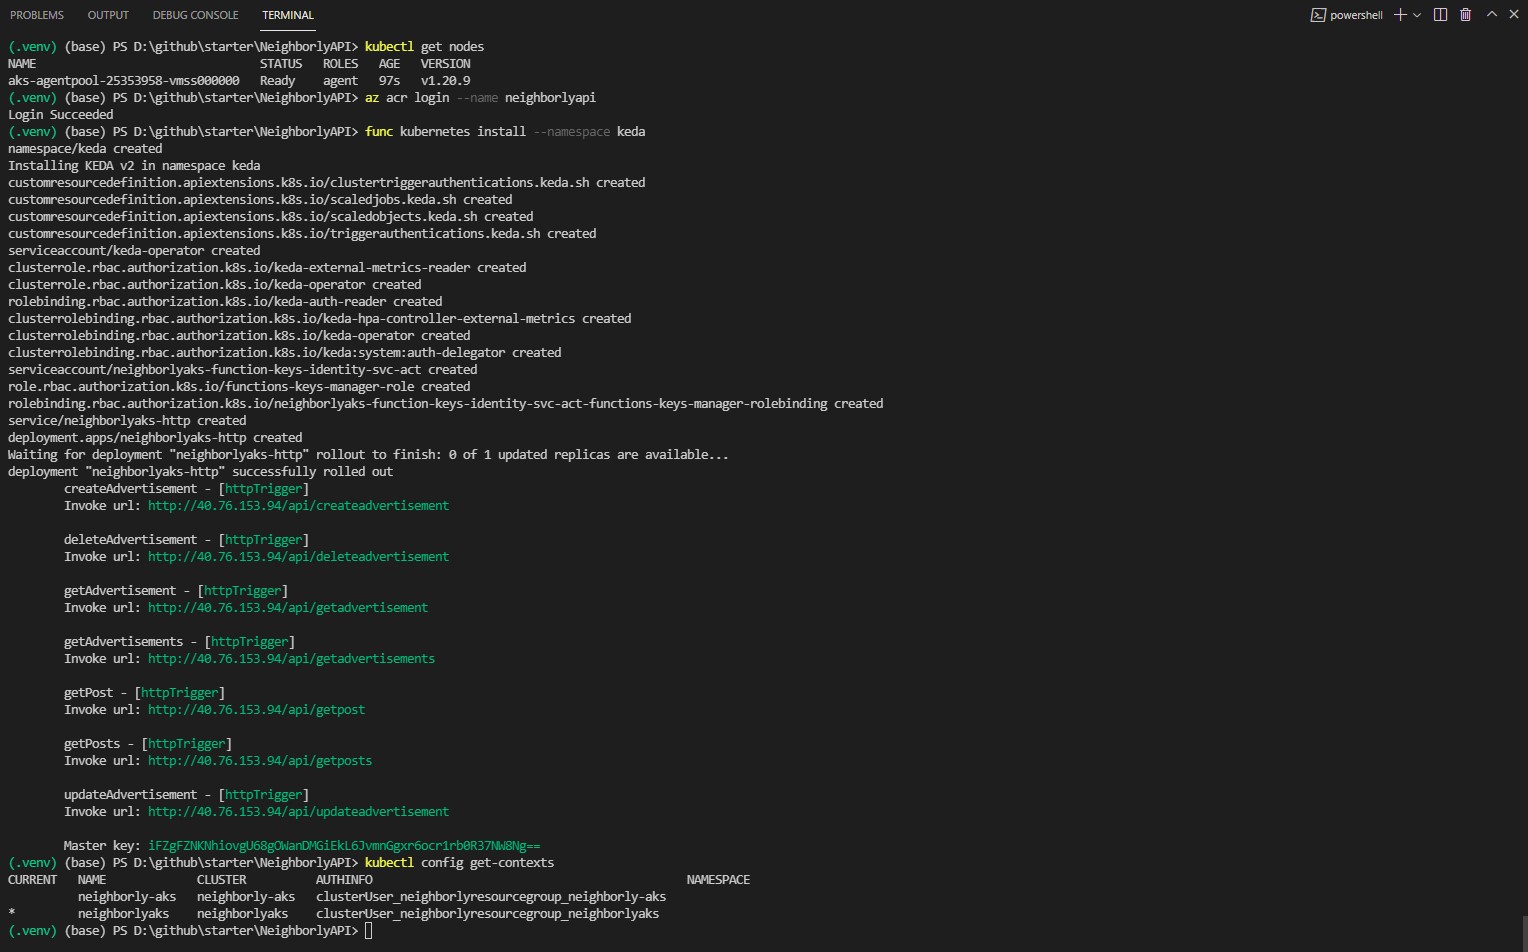 PROBLEMS OUTPUT DEBUG CONSOLE TERMINAL powershell
(.venv) (base) PS D:\github\starter\NeighborlyAPI> kubectl get nodes
NAME STATUS ROLES AGE VERSION
aks-agentpool-25353958-vmss000000 Ready agent 97s v1.20.9
(.venv) (base) PS D:\github\starter\NeighborlyAPI> az acr login --name neighborlyapi
Login Succeeded
(.venv) (base) PS D:\github\starter\NeighborlyAPI> func kubernetes install --namespace keda
namespace/keda created
Installing KEDA v2 in namespace keda
customresourcedefinition.apiextensions.k8s.io/clustertriggerauthentications.keda.sh created
customresourcedefinition.apiextensions.k8s.io/scaledjobs.keda.sh created
customresourcedefinition.apiextensions.k8s.io/scaledobjects.keda.sh created
customresourcedefinition.apiextensions.k8s.io/triggerauthentications.keda.sh created
serviceaccount/keda-operator created
clusterrole.rbac.authorization.k8s.io/keda-external-metrics-reader created
clusterrole.rbac.authorization.k8s.io/keda-operator created
rolebinding.rbac.authorization.k8s.io/keda-auth-reader created
clusterrolebinding.rbac.authorization.k8s.io/keda-hpa-controller-external-metrics created
clusterrolebinding.rbac.authorization.k8s.io/keda-operator created
clusterrolebinding.rbac.authorization.k8s.io/keda:system:auth-delegator created
serviceaccount/neighborlyaks-function-keys-identity-svc-act created
role.rbac.authorization.k8s.io/functions-keys-manager-role created
rolebinding.rbac.authorization.k8s.io/neighborlyaks-function-keys-identity-svc-act-functions-keys-manager-rolebinding created
service/neighborlyaks-http created
deployment.apps/neighborlyaks-http created
Waiting for deployment "neighborlyaks-http" rollout to finish: 0 of 1 updated replicas are available...
deployment "neighborlyaks-http" successfully rolled out
createAdvertisement - [httpTrigger]
Invoke url: http://40.76.153.94/api/createadvertisement
deleteAdvertisement - [httpTrigger]
Invoke url: http://40.76.153.94/api/deleteadvertisement
getAdvertisement - [httpTrigger]
Invoke url: http://40.76.153.94/api/getadvertisement
getAdvertisements - [httpTrigger]
Invoke url: http://40.76.153.94/api/getadvertisements
getPost - [httpTrigger]
Invoke url: http://40.76.153.94/api/getpost
getPosts - [httpTrigger]
Invoke url: http://40.76.153.94/api/getposts
updateAdvertisement - [httpTrigger]
Invoke url: http://40.76.153.94/api/updateadvertisement
Master key: iFZgFZNKNhiovgU68gOWanDMGiEkL6JvmnGgxr6ocr1rb0R37NW8Ng==
(.venv) (base) PS D:\github\starter\NeighborlyAPI> kubectl config get-contexts
CURRENT NAME CLUSTER AUTHINFO NAMESPACE
neighborly-aks neighborly-aks clusterUser_neighborlyresourcegroup_neighborly-aks
* neighborlyaks neighborlyaks clusterUser_neighborlyresourcegroup_neighborlyaks
(.venv) (base) PS D:\github\starter\NeighborlyAPI>